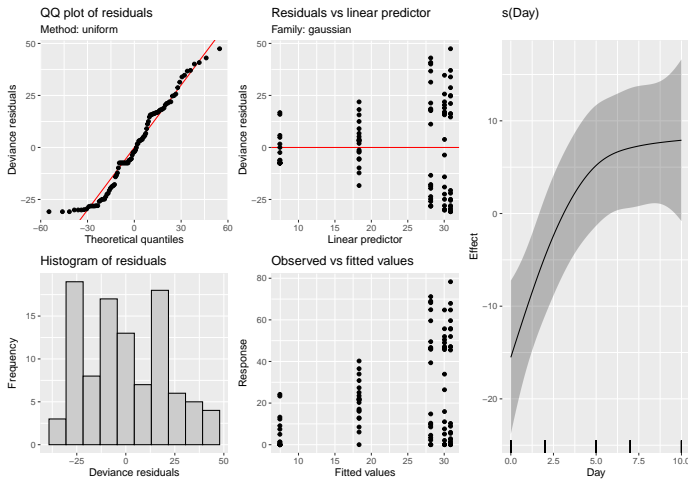 QQ plot of residuals
Method: uniform
50
25
0
−25
Deviance residuals
−60
−30
0
30
60
Theoretical quantiles
Residuals vs linear predictor
Family: gaussian
50
25
0
−25
Deviance residuals
10
15
20
25
30
Linear predictor
Histogram of residuals
15
10
5
0
Frequency
−25
0
25
50
Deviance residuals
Observed vs fitted values
80
60
40
20
0
Response
10
15
20
25
30
Fitted values
s(Day)
10
0
−10
−20
Effect
0.0
2.5
5.0
7.5
10.0
Day